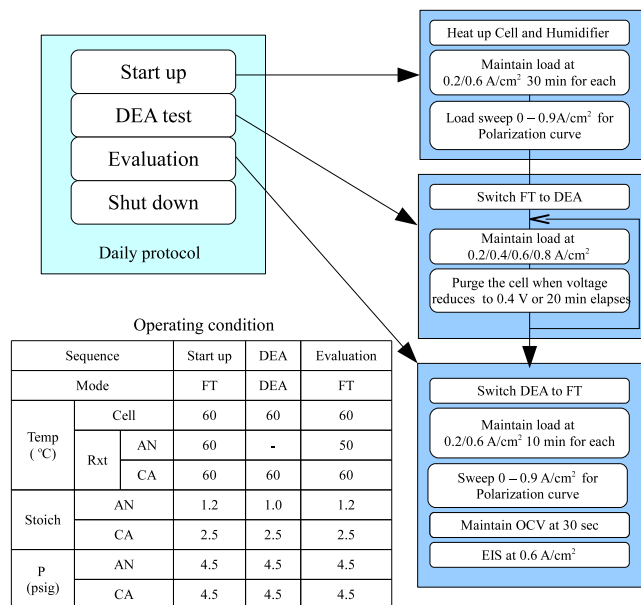 Start up
DEA test
Evaluation
Shut down
Daily protocol
Heat up Cell and Humidifier
Maintain load at
0.2/0.6 A/cm² 30 min for each
Load sweep 0 – 0.9A/cm² for
Polarization curve
Switch FT to DEA
Maintain load at
0.2/0.4/0.6/0.8 A/cm²
Purge the cell when voltage
reduces to 0.4 V or 20 min elapses
Switch DEA to FT
Maintain load at
0.2/0.6 A/cm² 10 min for each
Sweep 0 – 0.9 A/cm² for
Polarization curve
Maintain OCV at 30 sec
EIS at 0.6 A/cm²
Operating condition
Sequence Start up DEA Evaluation
Mode FT DEA FT
Temp
( °C)
Cell 60 60 60
Rxt
AN 60 - 50
CA 60 60 60
Stoich
AN 1.2 1.0 1.2
CA 2.5 2.5 2.5
P
(psig)
AN 4.5 4.5 4.5
CA 4.5 4.5 4.5